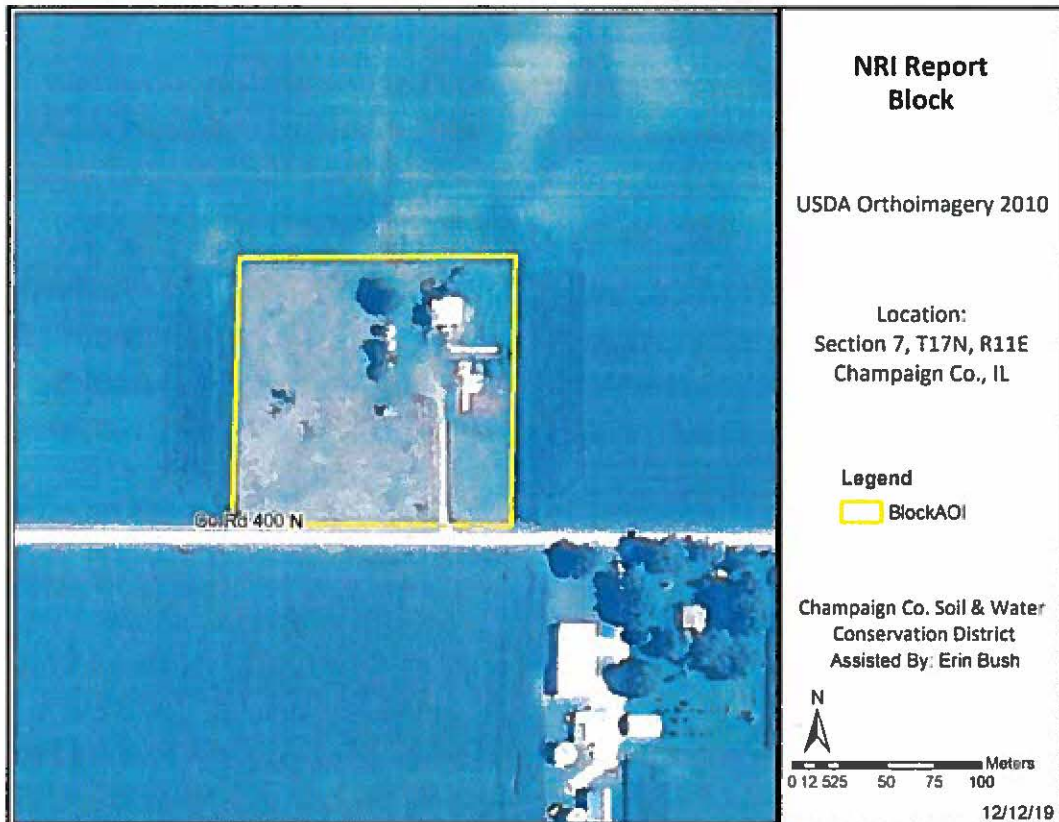 NRI Report
Block
USDA Orthoimagery 2010
Location:
Section 7, T17N, R11E
Champaign Co., IL
Legend
BlockAOI
Champaign Co. Soil & Water
Conservation District
Assisted By: Erin Bush
N
Meters
0 12.525 50 75 100
12/12/19
Co Rd 400 N